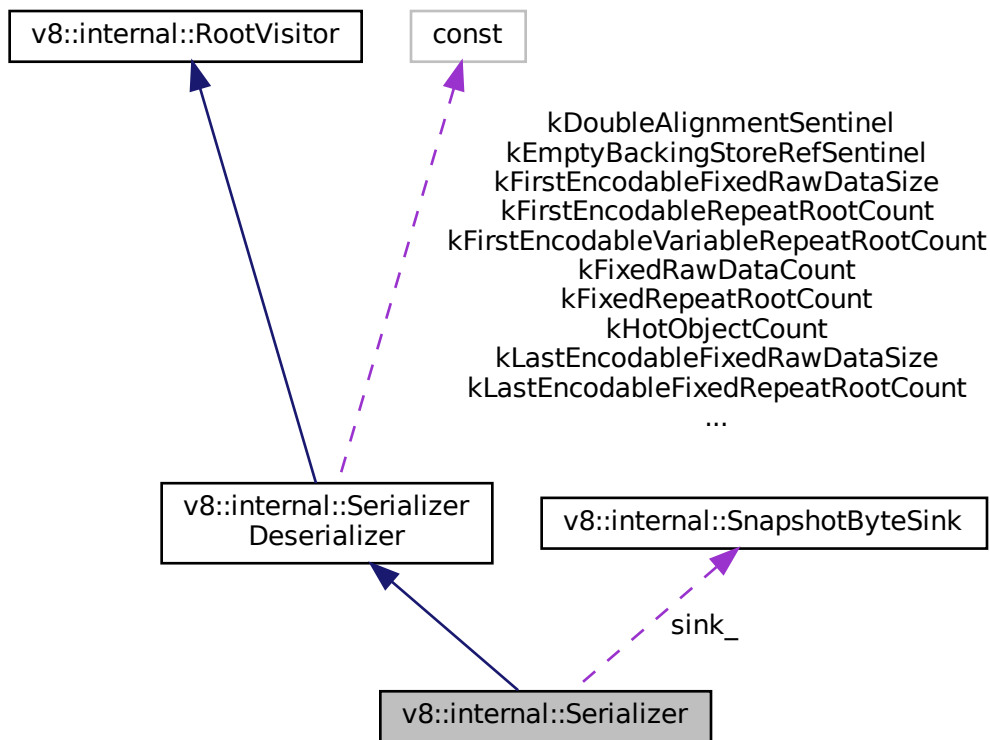 v8::internal::RootVisitor
const
kDoubleAlignmentSentinel
kEmptyBackingStoreRefSentinel
kFirstEncodableFixedRawDataSize
kFirstEncodableRepeatRootCount
kFirstEncodableVariableRepeatRootCount
kFixedRawDataCount
kFixedRepeatRootCount
kHotObjectCount
kLastEncodableFixedRawDataSize
kLastEncodableFixedRepeatRootCount
...
v8::internal::Serializer
Deserializer
v8::internal::SnapshotByteSink
sink_
v8::internal::Serializer